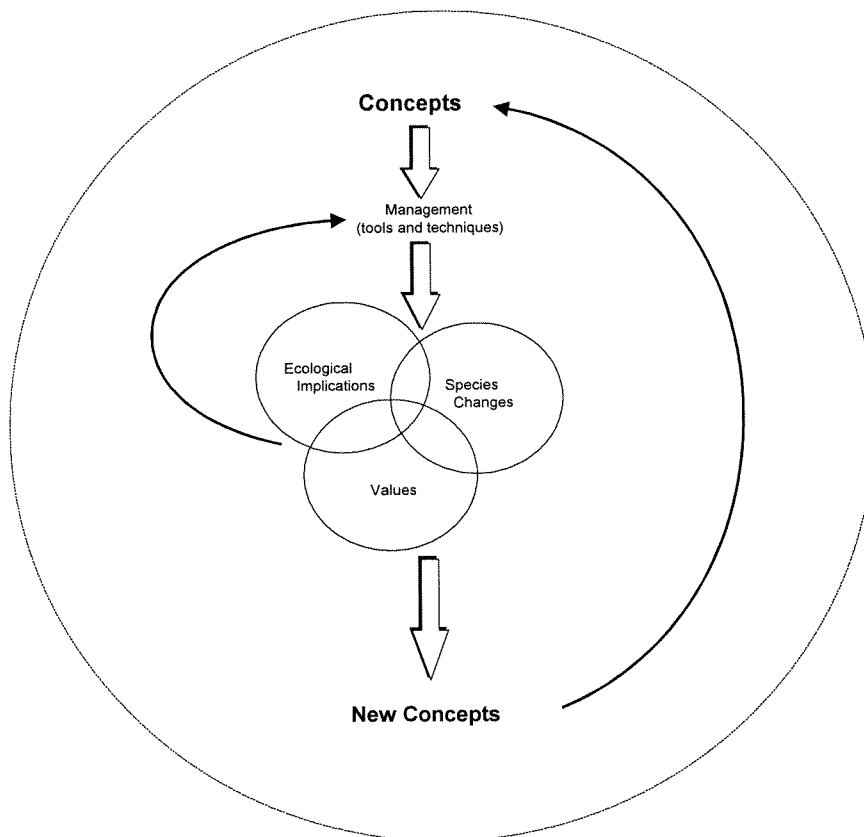 Concepts
Management
(tools and techniques)
Ecological
Implications
Species
Changes
Values
New Concepts